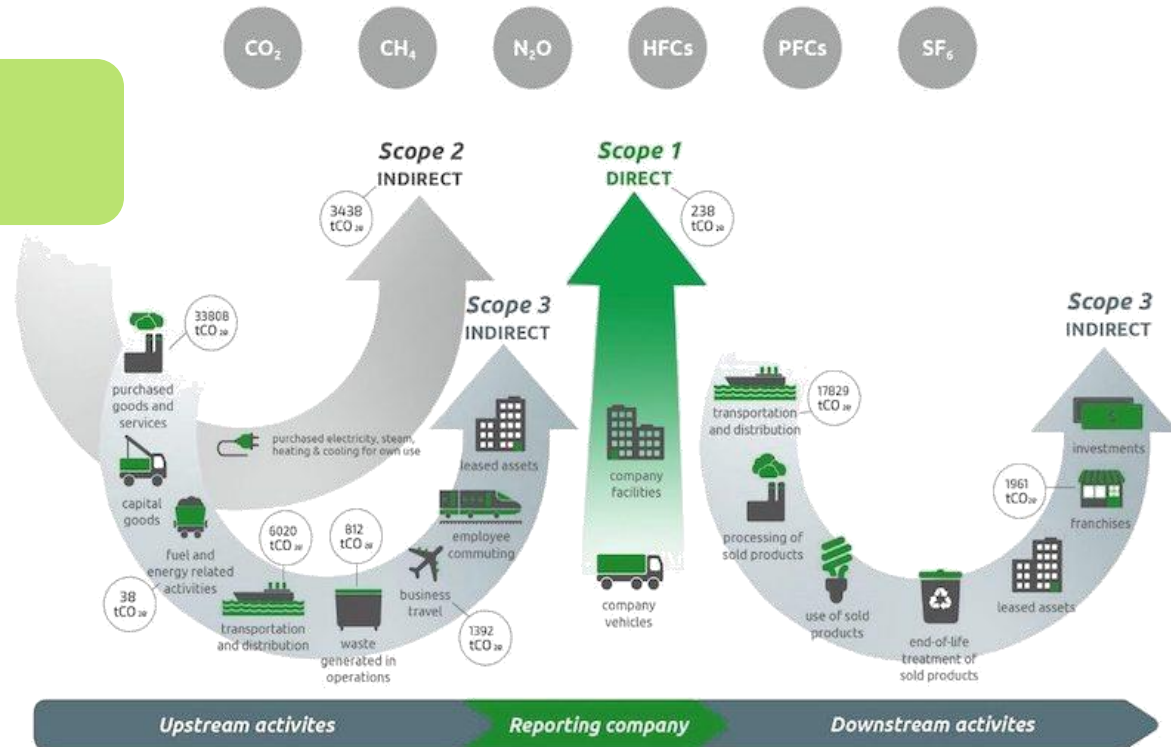 CO₂
CH₄
N₂O
HFCs
PFCs
SF₆
Scope 2
INDIRECT
3438
tCO₂e
Scope 1
DIRECT
238
tCO₂e
Scope 3
INDIRECT
Scope 3
INDIRECT
33808
tCO₂e
purchased
goods and
services
purchased electricity, steam,
heating & cooling for own use
capital
goods
fuel and
energy related
activities
38
tCO₂e
6020
tCO₂e
transportation
and distribution
812
tCO₂e
waste
generated in
operations
business
travel
1392
tCO₂e
employee
commuting
leased assets
company
facilities
company
vehicles
transportation
and distribution
17829
tCO₂e
processing of
sold products
use of sold
products
end-of-life
treatment of
sold products
leased assets
1961
tCO₂e
franchises
investments
Upstream activites
Reporting company
Downstream activites